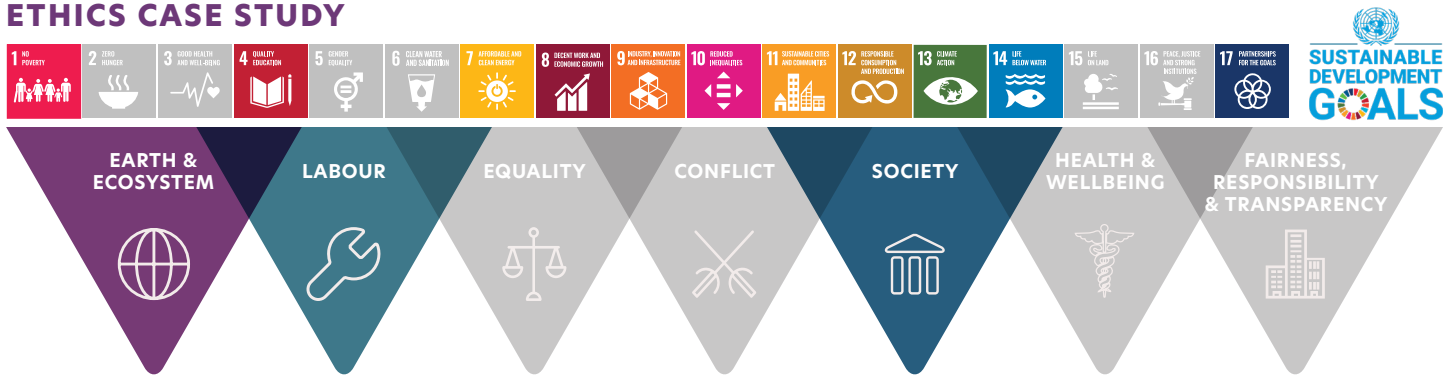 ETHICS CASE STUDY
1 NO
POVERTY
2 ZERO
HUNGER
3 GOOD HEALTH
AND WELL-BEING
4 QUALITY
EDUCATION
5 GENDER
EQUALITY
6 CLEAN WATER
AND SANITATION
7 AFFORDABLE AND
CLEAN ENERGY
8 DECENT WORK AND
ECONOMIC GROWTH
9 INDUSTRY, INNOVATION
AND INFRASTRUCTURE
10 REDUCED
INEQUALITIES
11 SUSTAINABLE CITIES
AND COMMUNITIES
12 RESPONSIBLE
CONSUMPTION
AND PRODUCTION
13 CLIMATE
ACTION
14 LIFE
BELOW WATER
15 LIFE
ON LAND
16 PEACE, JUSTICE
AND STRONG
INSTITUTIONS
17 PARTNERSHIPS
FOR THE GOALS
SUSTAINABLE
DEVELOPMENT
GOALS
EARTH &
ECOSYSTEM
LABOUR
EQUALITY
CONFLICT
SOCIETY
HEALTH &
WELLBEING
FAIRNESS,
RESPONSIBILITY
& TRANSPARENCY